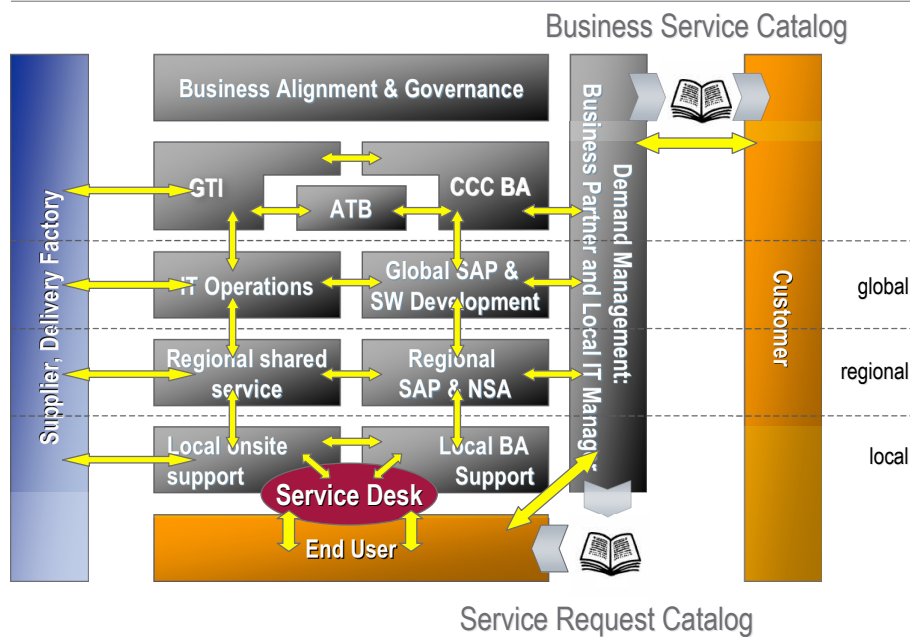 Business Service Catalog
Business Alignment & Governance
Supplier, Delivery Factory
GTI
CCC BA
ATB
Demand Management:
Business Partner and Local IT Manager
Customer
IT Operations
Global SAP &
SW Development
global
Regional shared
service
Regional
SAP & NSA
regional
Local onsite
support
Local BA
Support
local
Service Desk
End User
Service Request Catalog